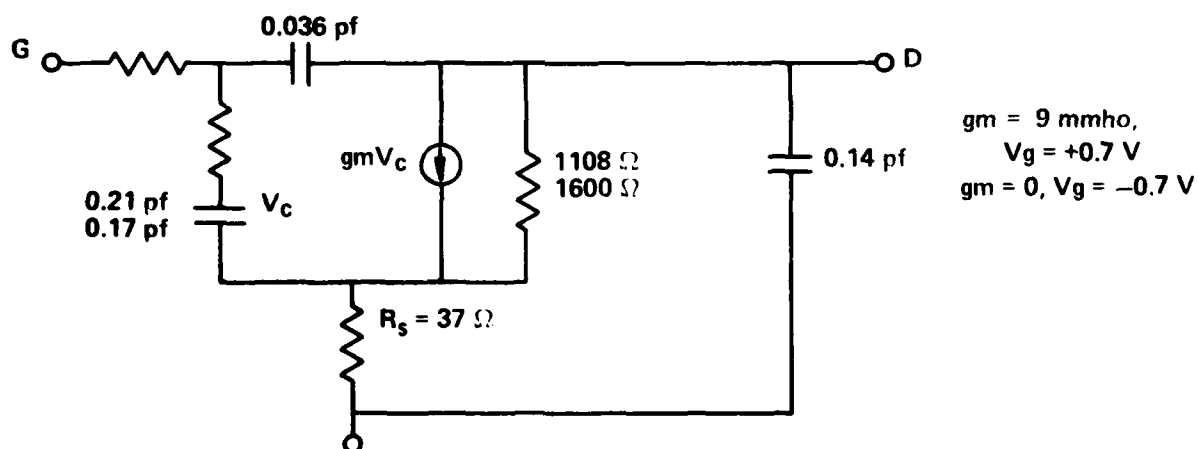 0.036 pf
G
D
gm = 9 mmho,
Vg = +0.7 V
gm = 0, Vg = −0.7 V
gmVc
1108 Ω
1600 Ω
0.14 pf
0.21 pf
0.17 pf
Vc
Rs = 37 Ω